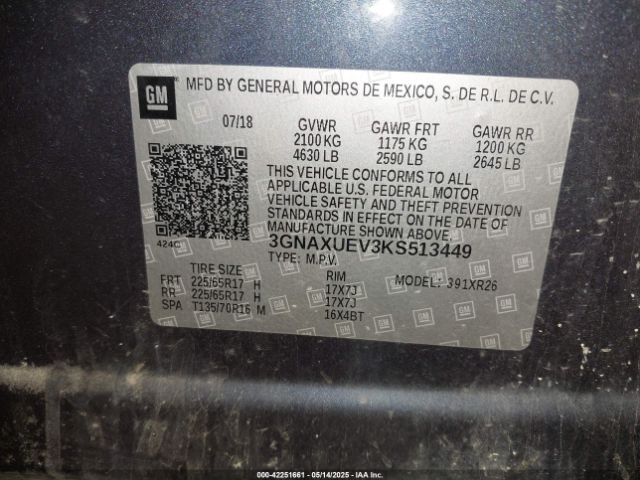 GM MFD BY GENERAL MOTORS DE MEXICO, S. DE R.L. DE C.V.
07/18 GVWR GAWR FRT GAWR RR
2100 KG 1175 KG 1200 KG
4630 LB 2590 LB 2645 LB
THIS VEHICLE CONFORMS TO ALL
APPLICABLE U.S. FEDERAL MOTOR
VEHICLE SAFETY AND THEFT PREVENTION
STANDARDS IN EFFECT ON THE DATE OF
MANUFACTURE SHOWN ABOVE.
424C 3GNAXUEV3KS513449
TYPE: M.P.V.
TIRE SIZE RIM MODEL: 391XR26
FRT 225/65R17 H 17X7J
RR 225/65R17 H 17X7J
SPA T135/70R16 M 16X4BT
000-42251661 - 05/14/2025 - IAA Inc.